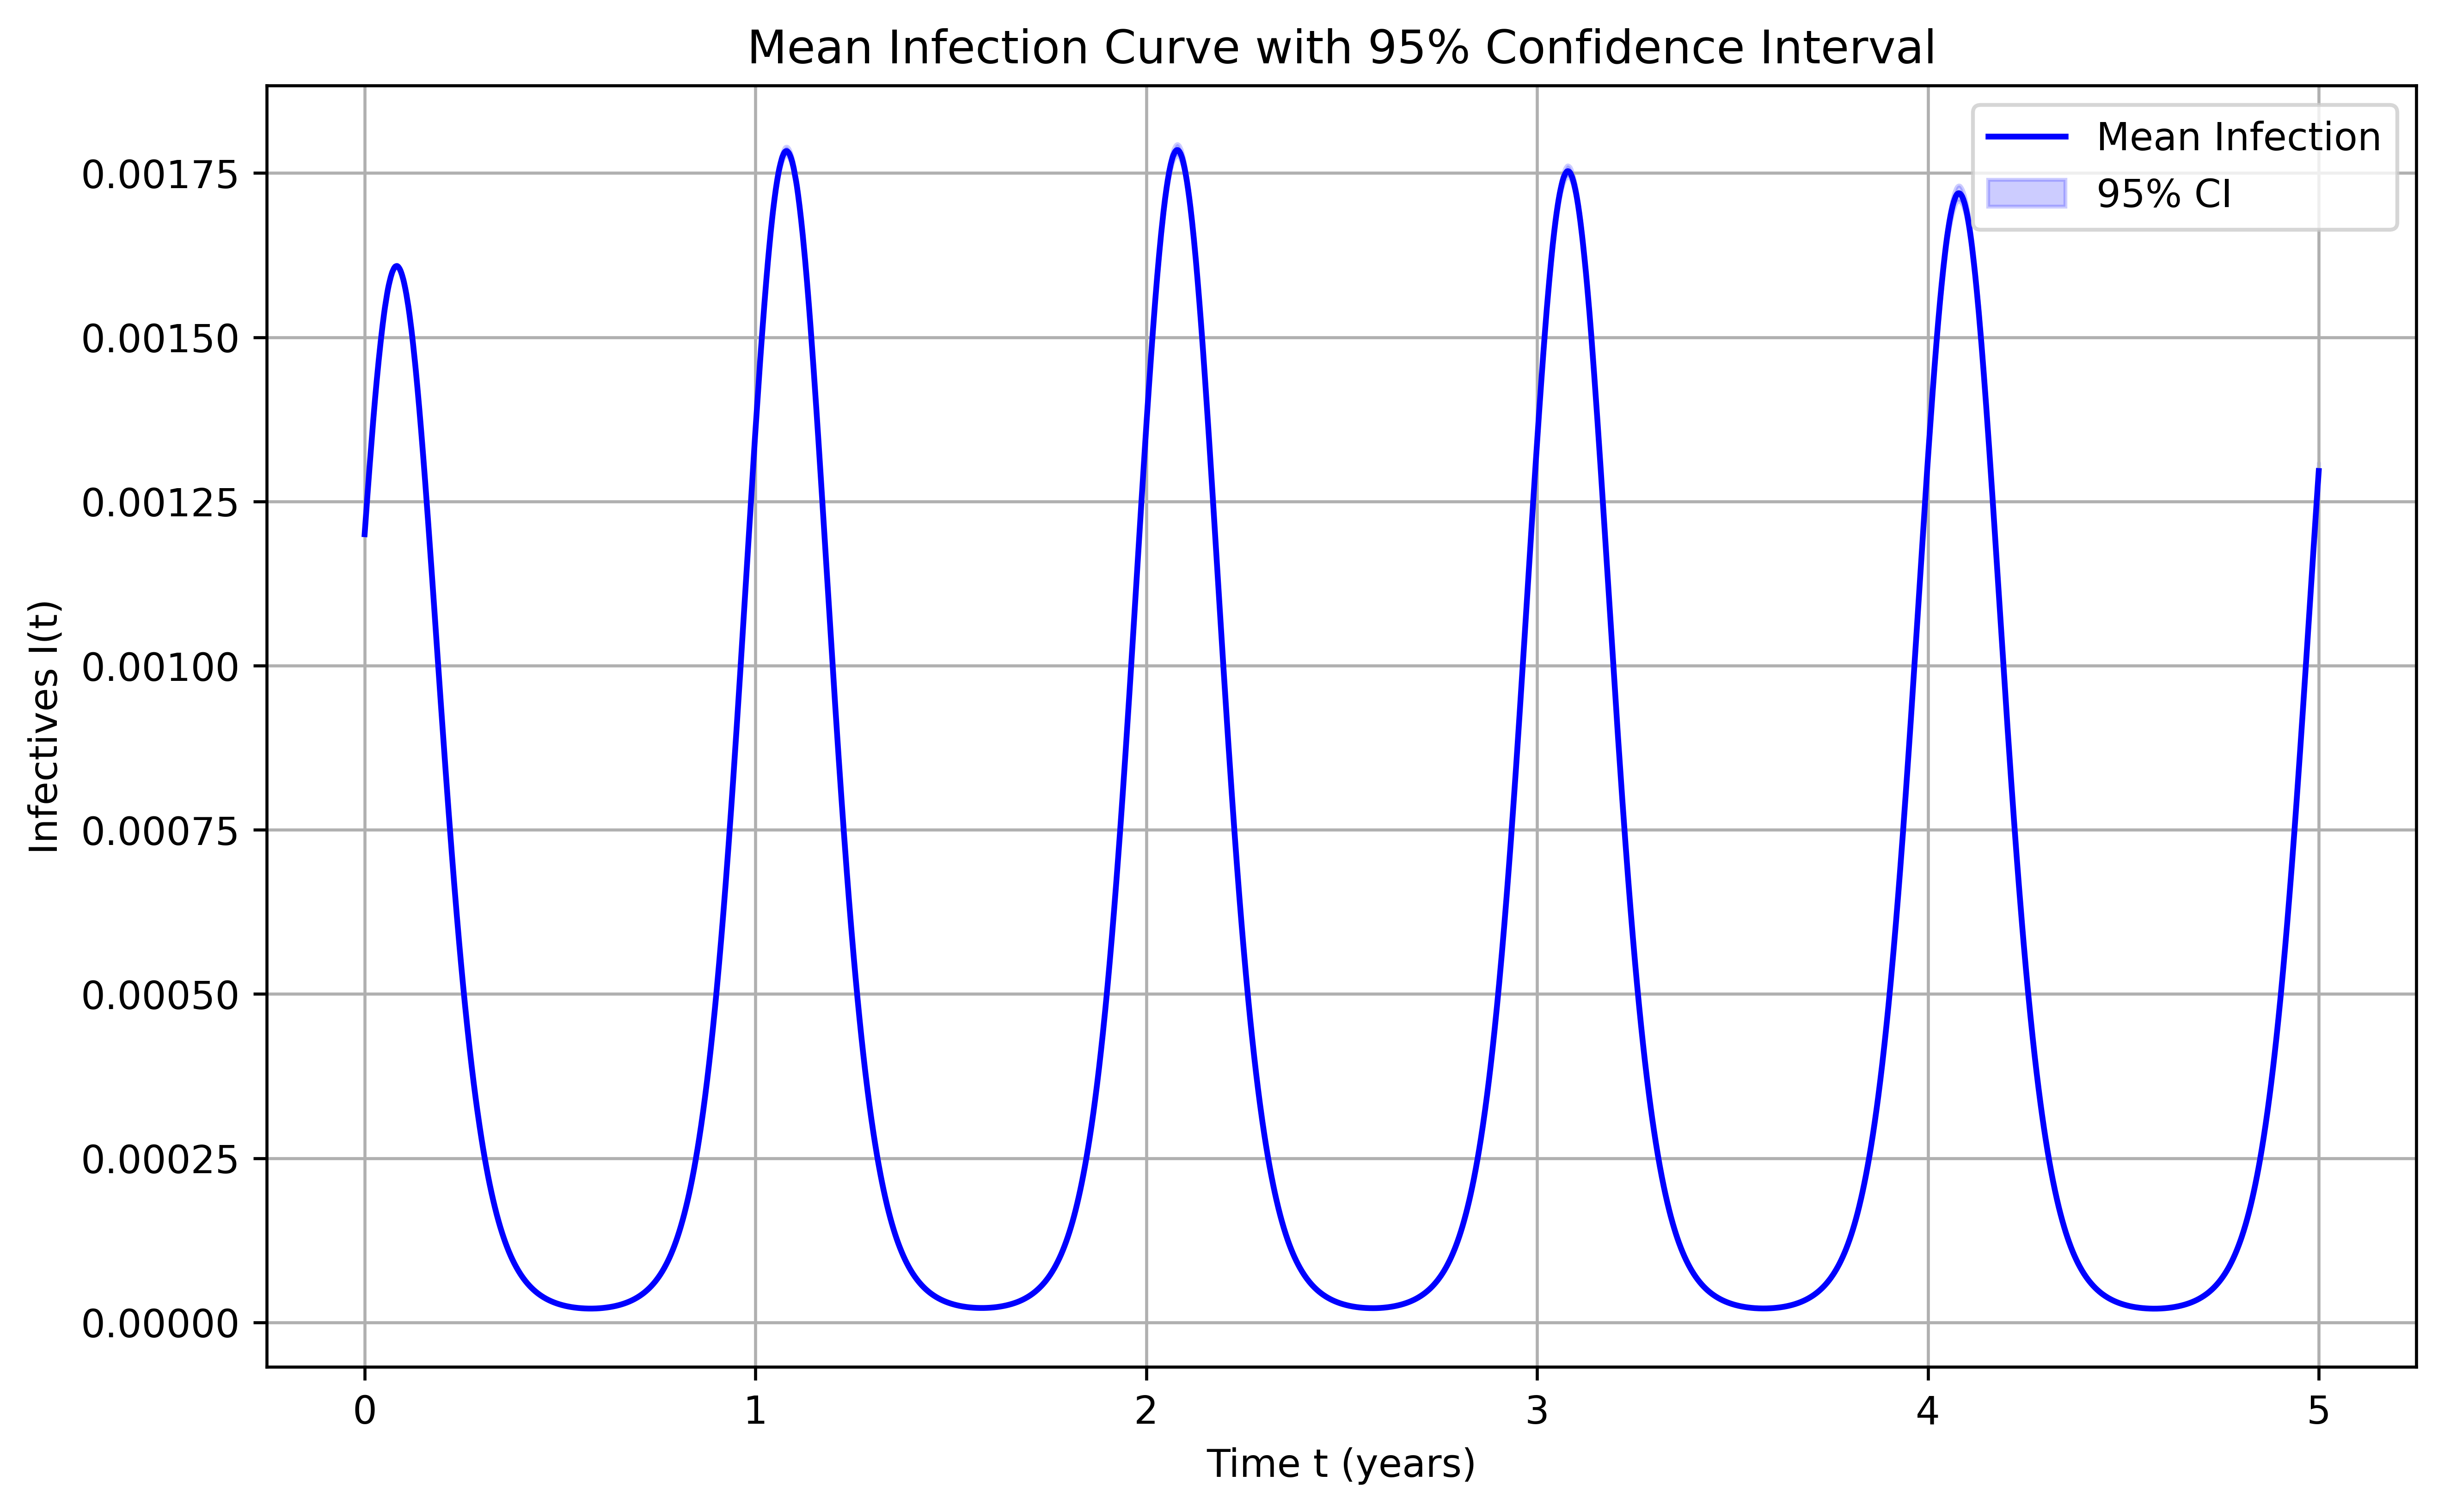 Mean Infection Curve with 95% Confidence Interval
Mean Infection
95% CI
Infectives I(t)
0.00175
0.00150
0.00125
0.00100
0.00075
0.00050
0.00025
0.00000
0 1 2 3 4 5
Time t (years)